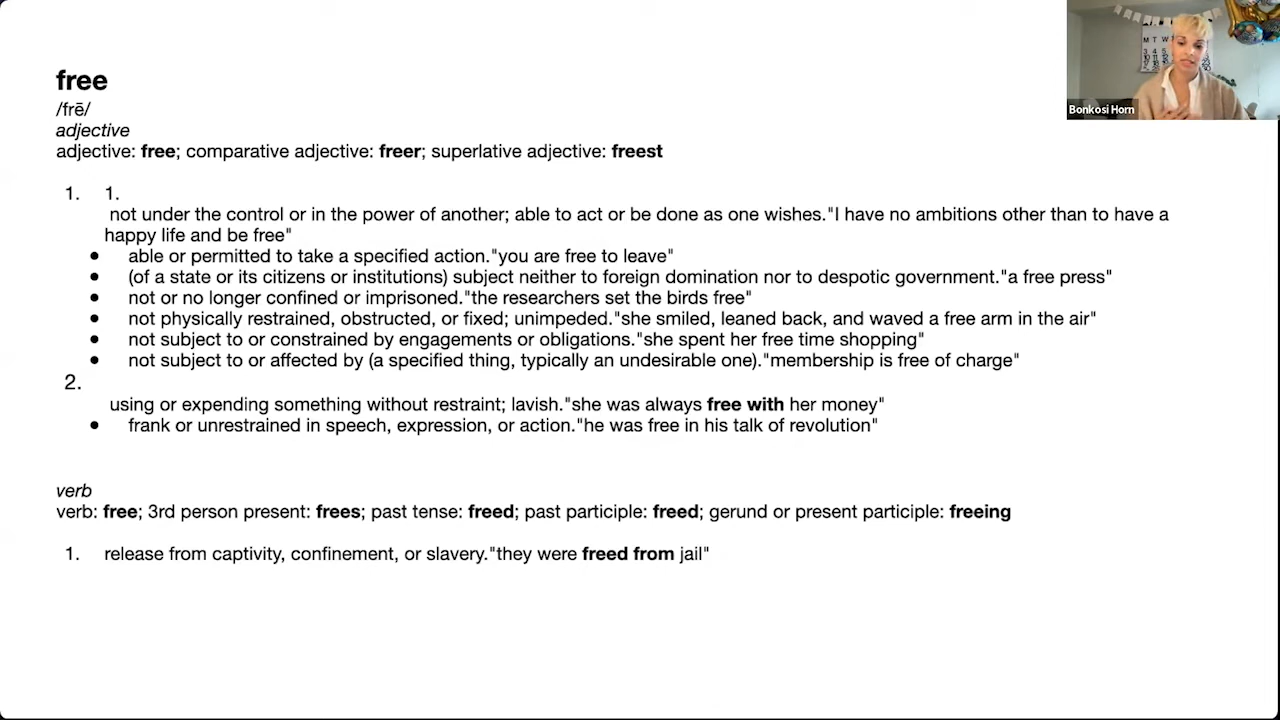 free
/frē/
adjective
adjective: free; comparative adjective: freer; superlative adjective: freest
1. 1.
not under the control or in the power of another; able to act or be done as one wishes."I have no ambitions other than to have a
happy life and be free"
● able or permitted to take a specified action."you are free to leave"
● (of a state or its citizens or institutions) subject neither to foreign domination nor to despotic government."a free press"
● not or no longer confined or imprisoned."the researchers set the birds free"
● not physically restrained, obstructed, or fixed; unimpeded."she smiled, leaned back, and waved a free arm in the air"
● not subject to or constrained by engagements or obligations."she spent her free time shopping"
● not subject to or affected by (a specified thing, typically an undesirable one)."membership is free of charge"
2.
using or expending something without restraint; lavish."she was always free with her money"
● frank or unrestrained in speech, expression, or action."he was free in his talk of revolution"
verb
verb: free; 3rd person present: frees; past tense: freed; past participle: freed; gerund or present participle: freeing
1. release from captivity, confinement, or slavery."they were freed from jail"
M T W
3 4 5
10 11
Bonkosi Horn